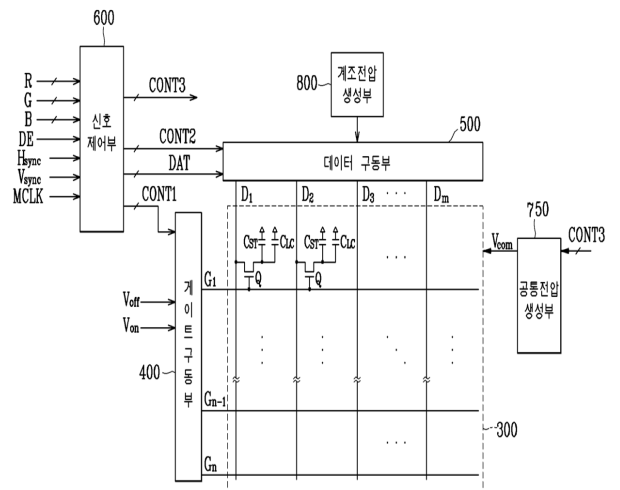 600
R
G
B
DE
Hsync
Vsync
MCLK
신호
제어부
CONT3
CONT2
DAT
CONT1
800
계조전압
생성부
500
데이터 구동부
D1
D2
D3
. . .
Dm
CST
CLC
CST
CLC
Q
Q
. . .
G1
Voff
Von
400
게이트구동부
Gn-1
Gn
. . .
300
Vcom
750
CONT3
공통전압
생성부